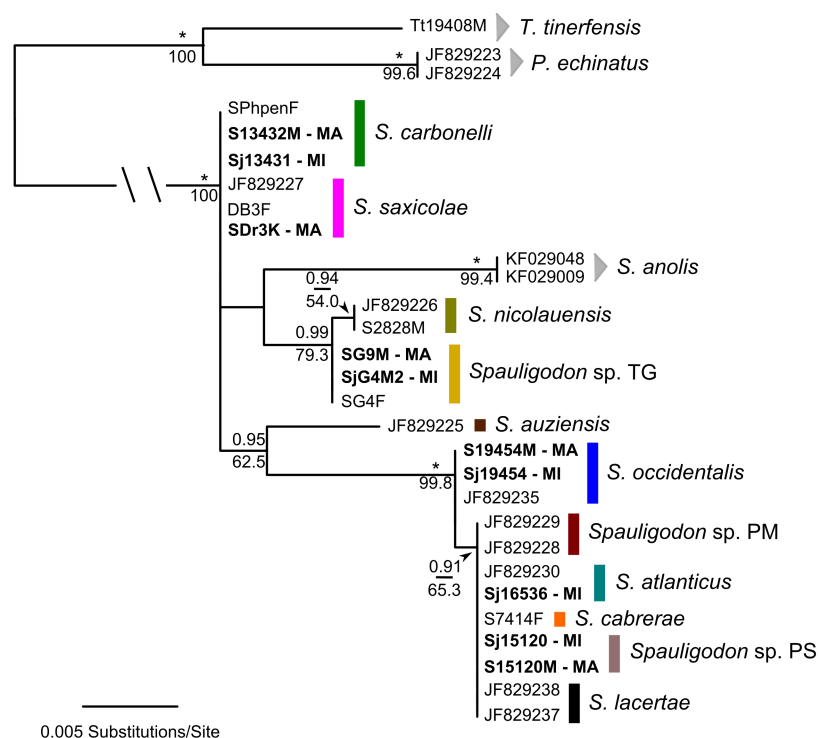 Tt19408M T. tinerfensis
*
100
* JF829223
99.6 JF829224 P. echinatus
SPhpenF
S13432M - MA S. carbonelli
Sj13431 - MI
* JF829227
100
DB3F S. saxicolae
SDr3K - MA
* KF029048
99.4 KF029009 S. anolis
0.94
54.0 JF829226 S. nicolauensis
S2828M
0.99
79.3 SG9M - MA
SjG4M2 - MI Spauligodon sp. TG
SG4F
JF829225 S. auziensis
0.95
62.5
S19454M - MA
* Sj19454 - MI S. occidentalis
99.8
JF829235
JF829229 Spauligodon sp. PM
JF829228
0.91
65.3
JF829230 S. atlanticus
Sj16536 - MI
S7414F S. cabrerae
Sj15120 - MI Spauligodon sp. PS
S15120M - MA
JF829238 S. lacertae
JF829237
0.005 Substitutions/Site